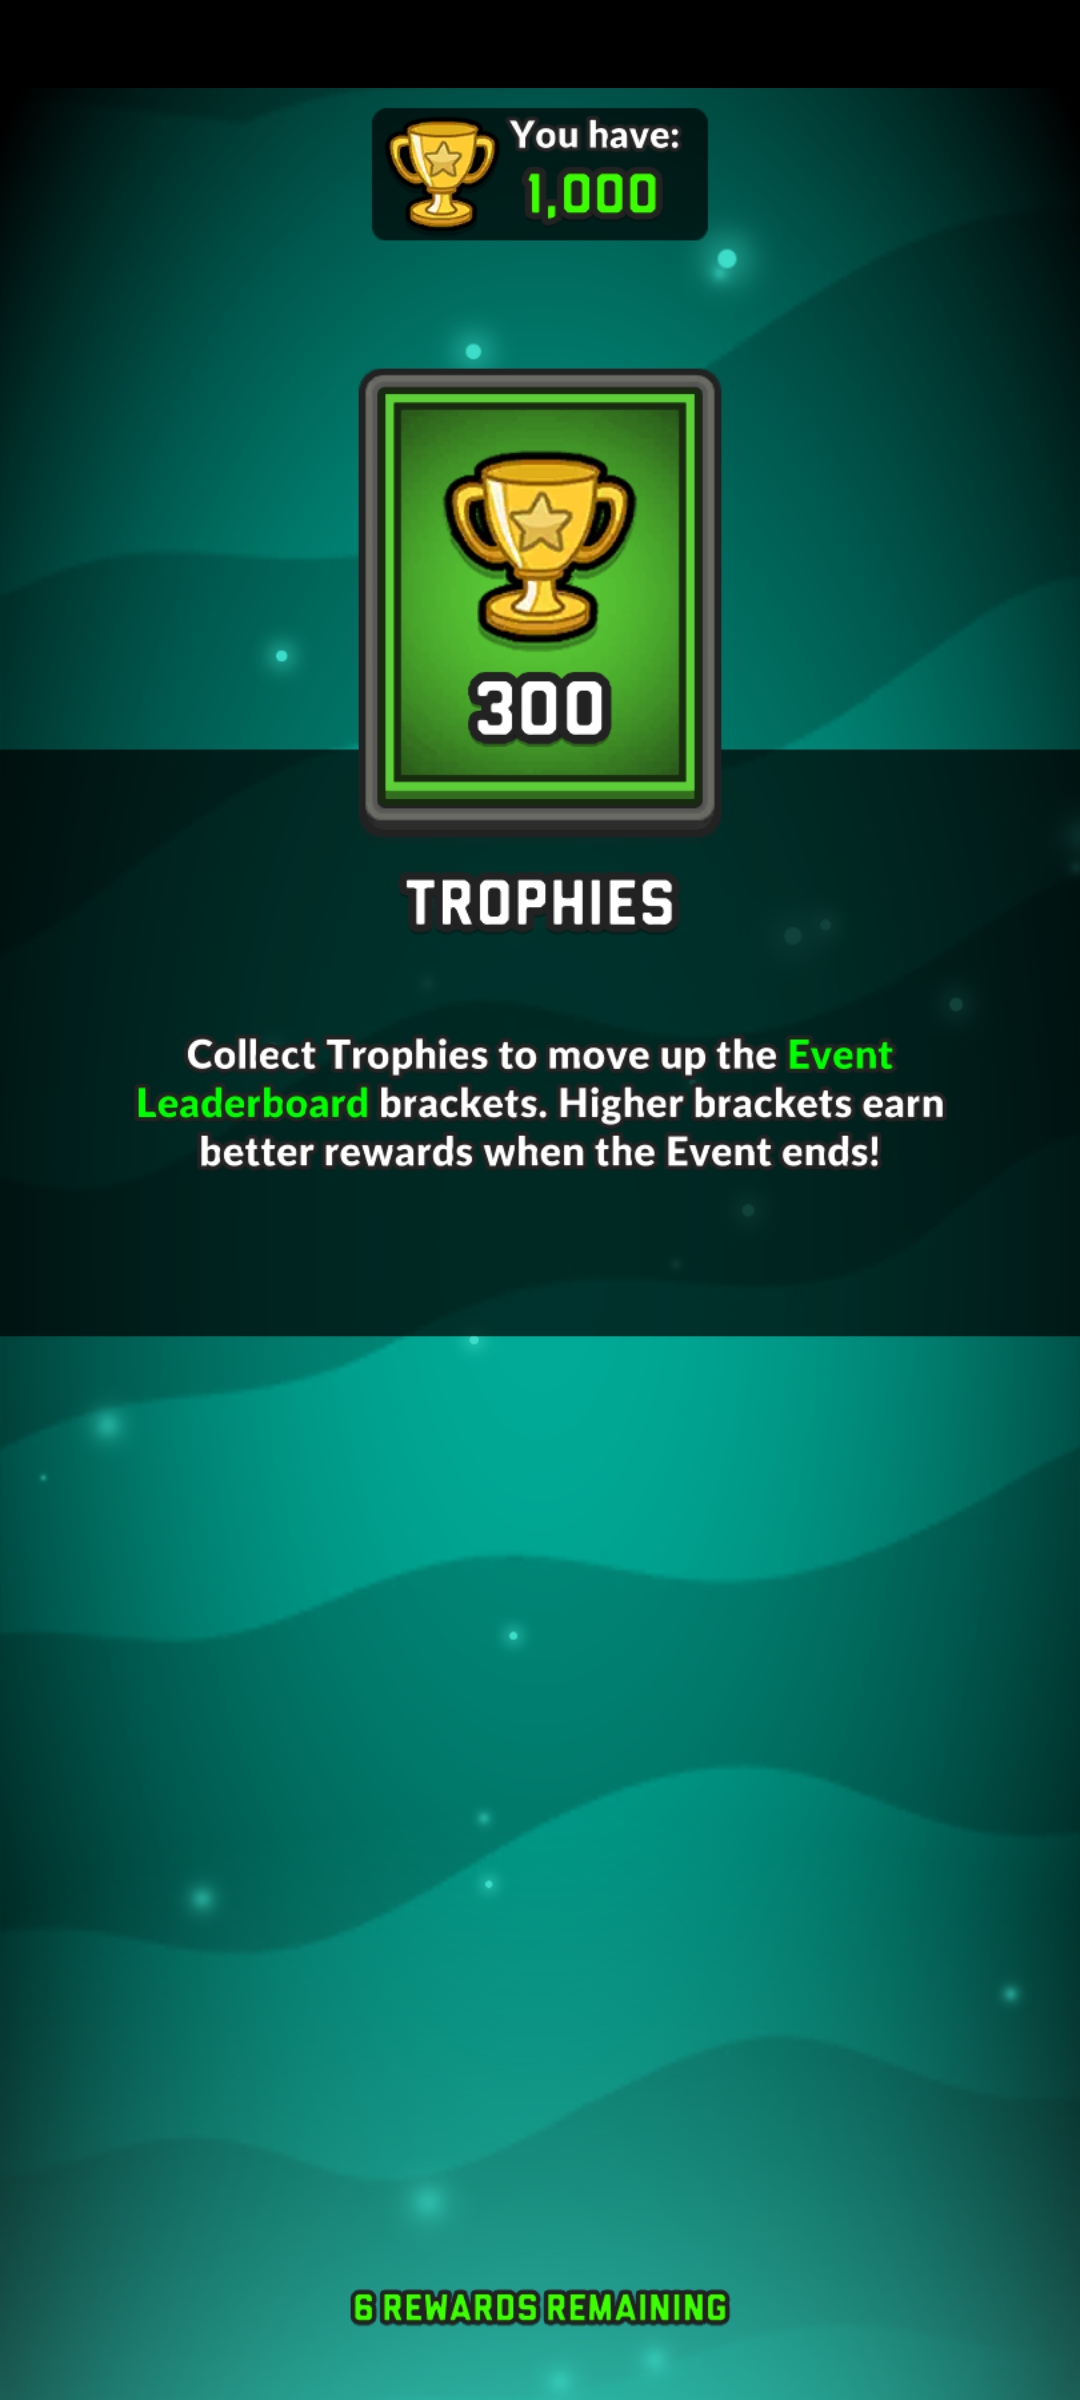 You have:
1,000
300
TROPHIES
Collect Trophies to move up the Event
Leaderboard brackets. Higher brackets earn
better rewards when the Event ends!
6 REWARDS REMAINING